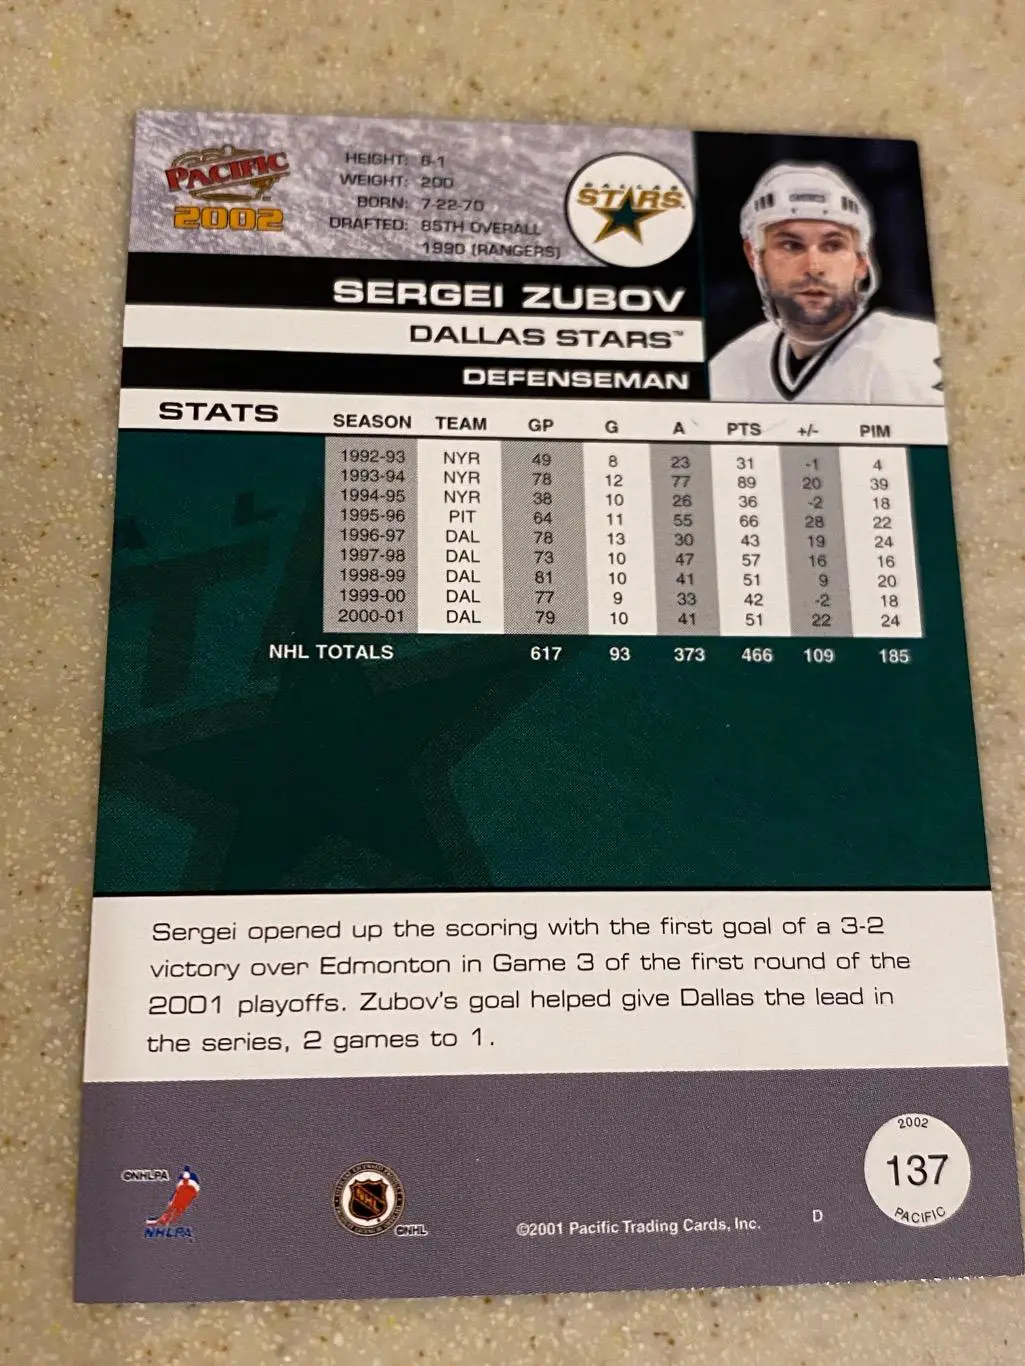 PACIFIC
2002
HEIGHT: 6-1
WEIGHT: 200
BORN: 7-22-70
DRAFTED: 85TH OVERALL
1990 (RANGERS)
DALLAS
STARS
SERGEI ZUBOV
DALLAS STARS™
DEFENSEMAN
STATS SEASON TEAM GP G A PTS +/- PIM
1992-93 NYR 49 8 23 31 -1 4
1993-94 NYR 78 12 77 89 20 39
1994-95 NYR 38 10 26 36 -2 18
1995-96 PIT 64 11 55 66 28 22
1996-97 DAL 78 13 30 43 19 24
1997-98 DAL 73 10 47 57 16 16
1998-99 DAL 81 10 41 51 9 20
1999-00 DAL 77 9 33 42 -2 18
2000-01 DAL 79 10 41 51 22 24
NHL TOTALS 617 93 373 466 109 185
Sergei opened up the scoring with the first goal of a 3-2
victory over Edmonton in Game 3 of the first round of the
2001 playoffs. Zubov's goal helped give Dallas the lead in
the series, 2 games to 1.
©NHLPA
NHLPA
NHL
©NHL
©2001 Pacific Trading Cards, Inc.
D
2002
137
PACIFIC